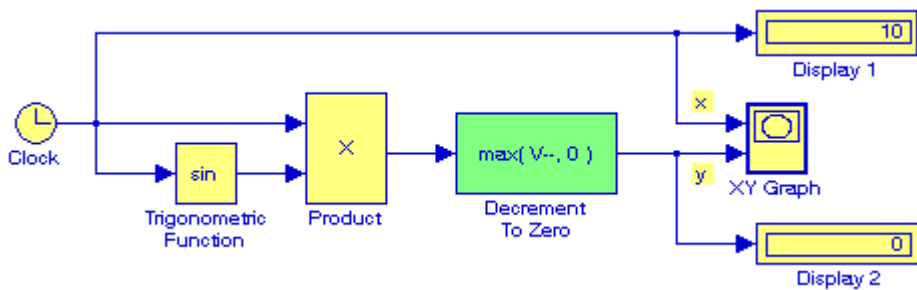 10
Display 1
x
Clock
X
max( V--, 0 )
sin
y
XY Graph
Trigonometric
Function
Product
Decrement
To Zero
0
Display 2